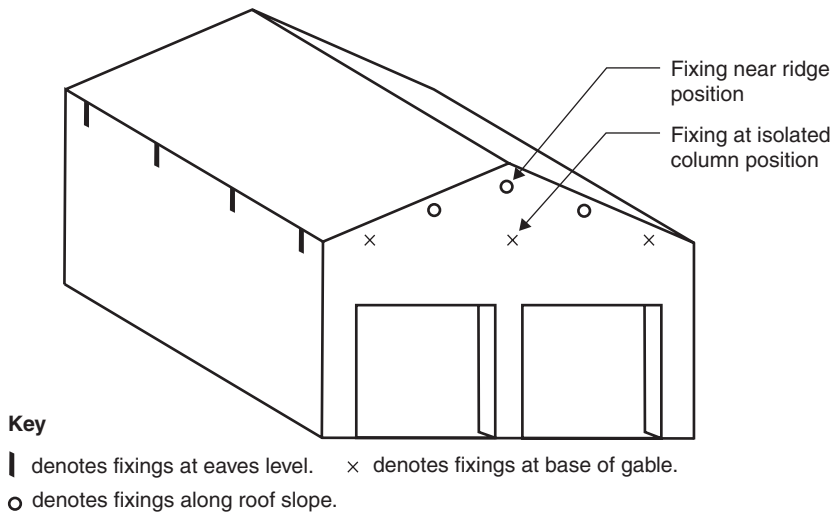 Fixing near ridge
position
Fixing at isolated
column position
Key
denotes fixings at eaves level.
× denotes fixings at base of gable.
denotes fixings along roof slope.